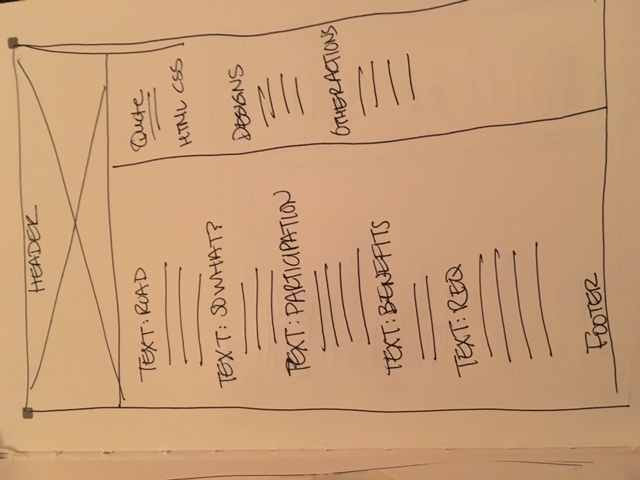 HEADER
TEXT: ROAD
TEXT: SO WHAT?
TEXT: PARTICIPATION
TEXT: BENEFITS
TEXT: REQ
FOOTER
Quote
HTML CSS
DESIGNS
OTHER ACTIONS